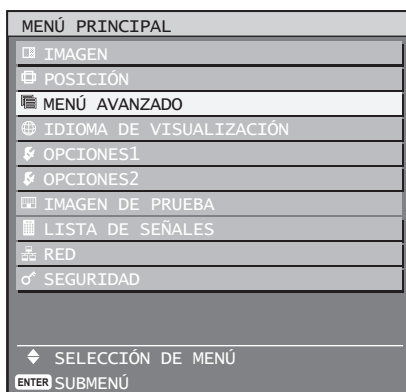 MENÚ PRINCIPAL
IMAGEN
POSICIÓN
MENÚ AVANZADO
IDIOMA DE VISUALIZACIÓN
OPCIONES1
OPCIONES2
IMAGEN DE PRUEBA
LISTA DE SEÑALES
RED
SEGURIDAD
SELECCIÓN DE MENÚ
ENTER SUBMENÚ